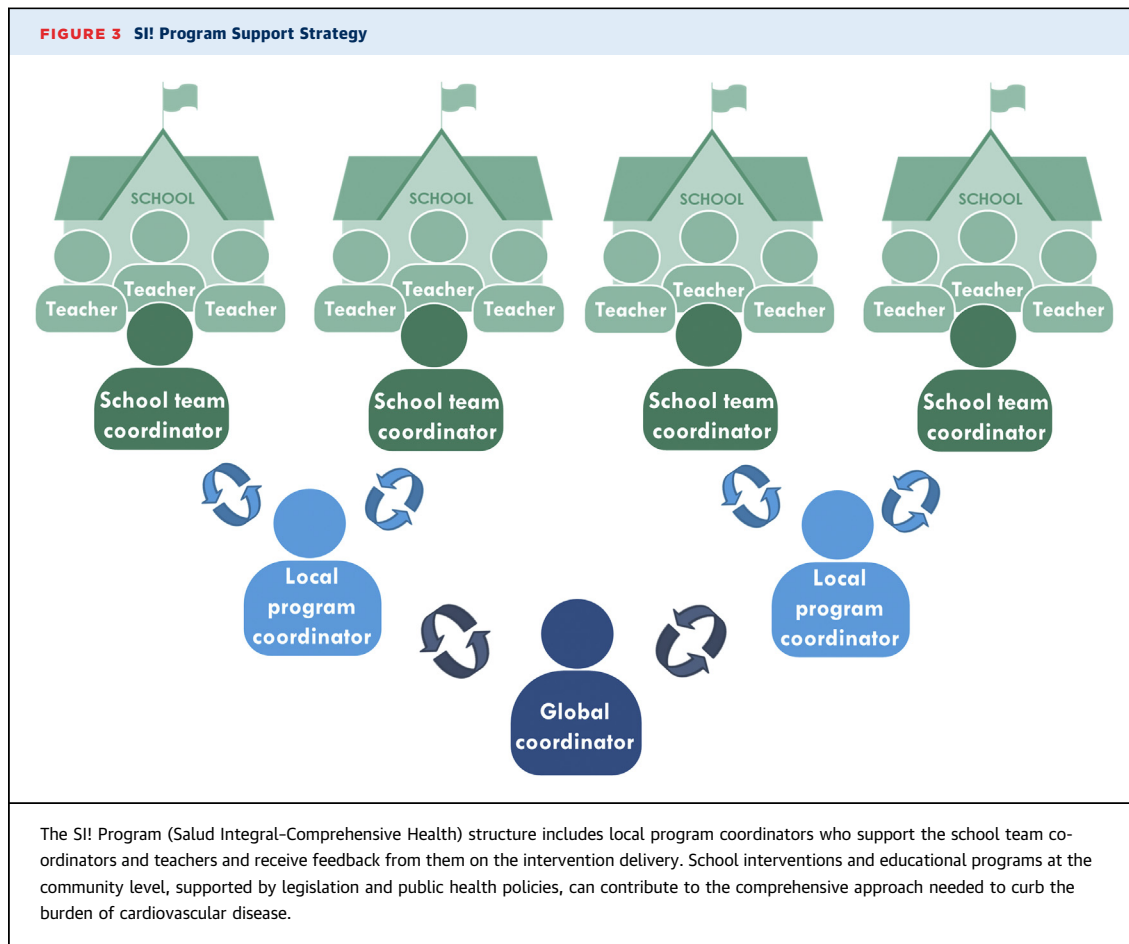 FIGURE 3 SI! Program Support Strategy
SCHOOL SCHOOL SCHOOL SCHOOL
Teacher Teacher Teacher Teacher
Teacher Teacher Teacher Teacher Teacher Teacher Teacher Teacher
School team School team School team School team
coordinator coordinator coordinator coordinator
Local Local
program program
coordinator coordinator
Global
coordinator
The SI! Program (Salud Integral-Comprehensive Health) structure includes local program coordinators who support the school team co-
ordinators and teachers and receive feedback from them on the intervention delivery. School interventions and educational programs at the
community level, supported by legislation and public health policies, can contribute to the comprehensive approach needed to curb the
burden of cardiovascular disease.